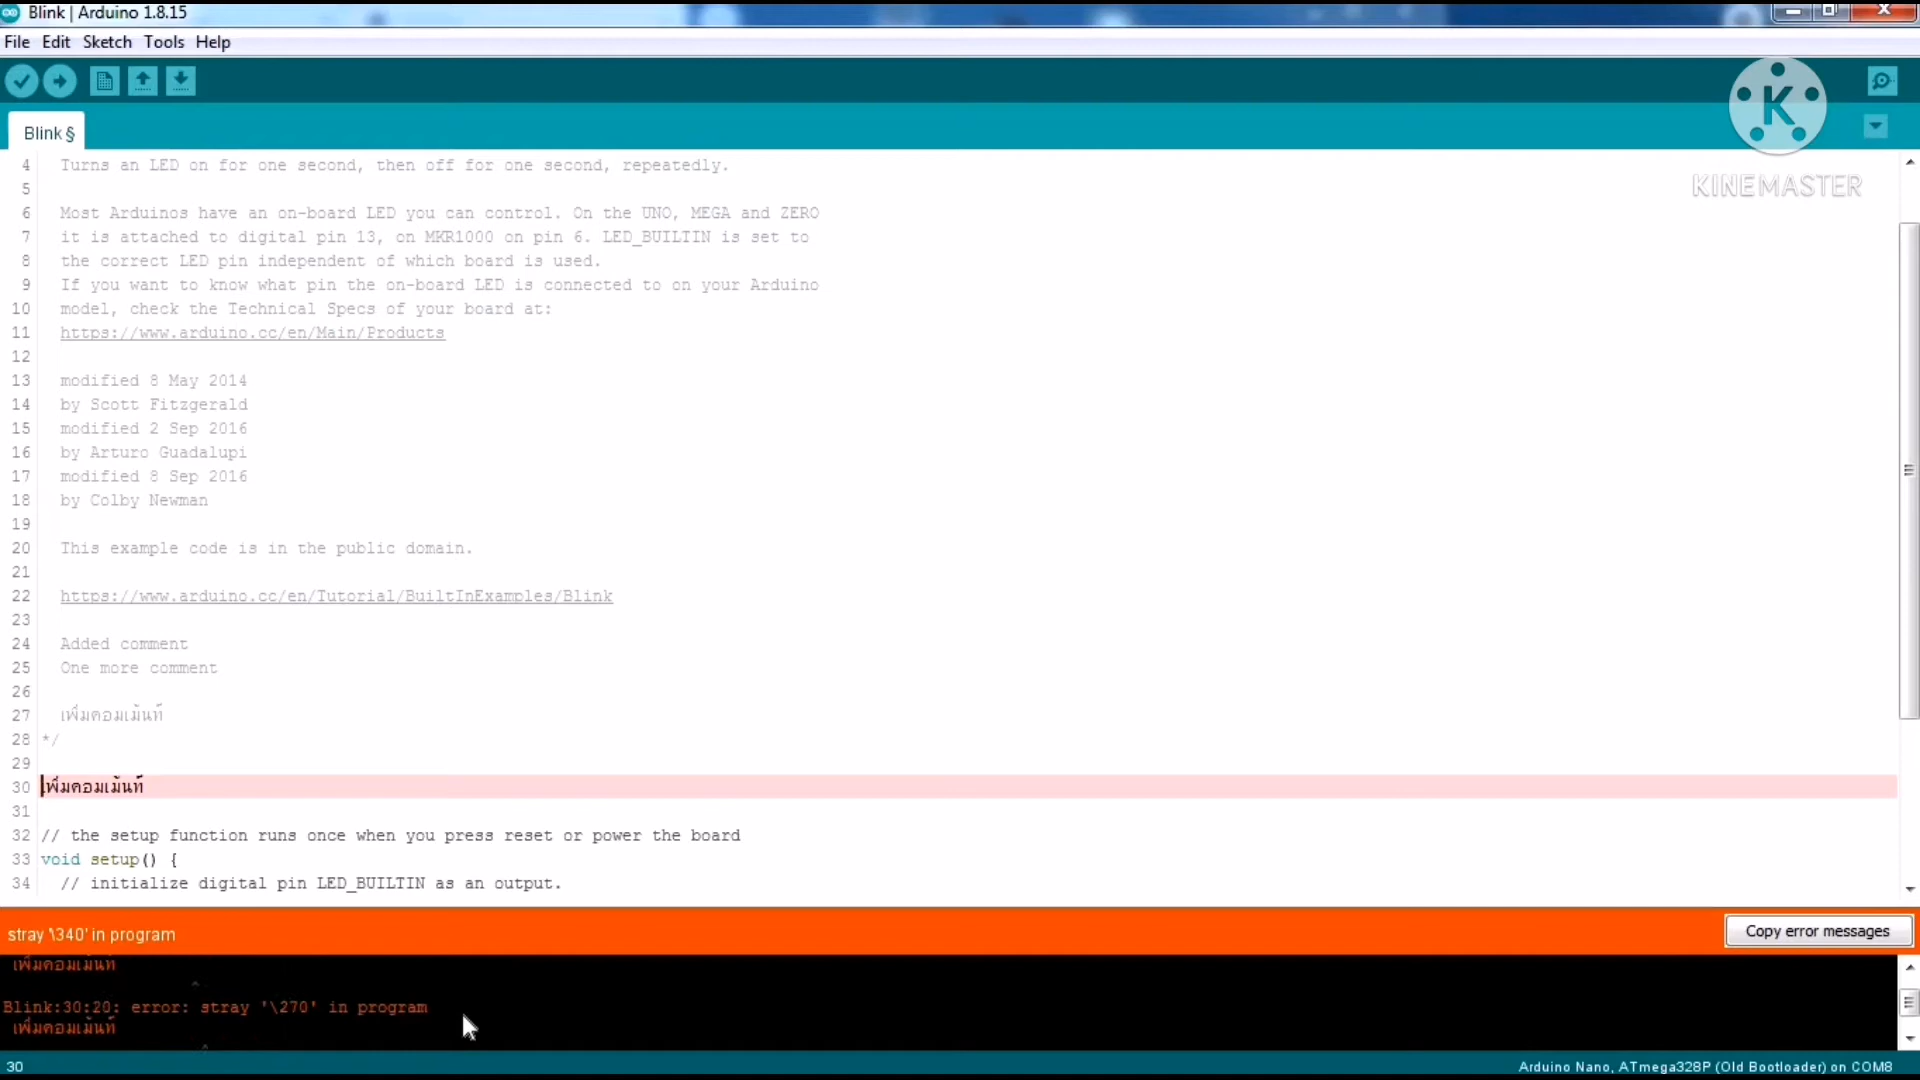 Blink | Arduino 1.8.15
File Edit Sketch Tools Help
K
KINEMASTER
Blink §
4 Turns an LED on for one second, then off for one second, repeatedly.
5
6 Most Arduinos have an on-board LED you can control. On the UNO, MEGA and ZERO
7 it is attached to digital pin 13, on MKR1000 on pin 6. LED_BUILTIN is set to
8 the correct LED pin independent of which board is used.
9 If you want to know what pin the on-board LED is connected to on your Arduino
10 model, check the Technical Specs of your board at:
11 https://www.arduino.cc/en/Main/Products
12
13 modified 8 May 2014
14 by Scott Fitzgerald
15 modified 2 Sep 2016
16 by Arturo Guadalupi
17 modified 8 Sep 2016
18 by Colby Newman
19
20 This example code is in the public domain.
21
22 https://www.arduino.cc/en/Tutorial/BuiltInExamples/Blink
23
24 Added comment
25 One more comment
26
27 เพิ่มคอมเม้นท์
28 */
29
30 เพิ่มคอมเม้นท์
31
32 // the setup function runs once when you press reset or power the board
33 void setup() {
34 // initialize digital pin LED_BUILTIN as an output.
stray '\340' in program
Copy error messages
เพิ่มคอมเม้นท์
^
Blink:30:20: error: stray '\270' in program
เพิ่มคอมเม้นท์
^
30
Arduino Nano, ATmega328P (Old Bootloader) on COM8